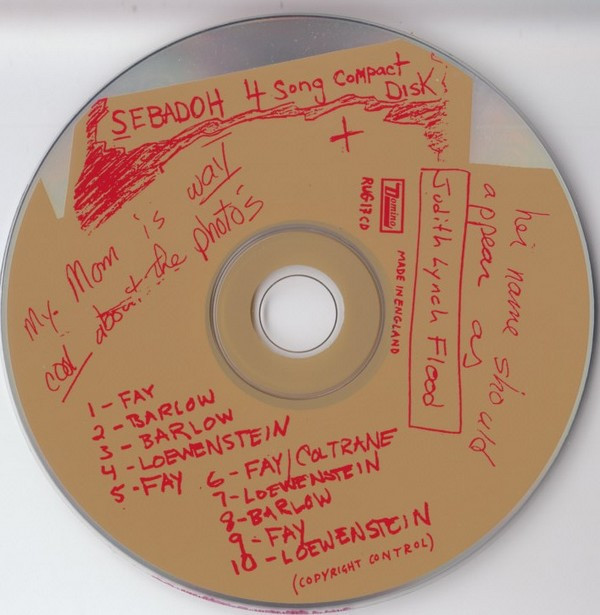 SEBADOH 4 Song Compact
DISK
+
My Mom is way
cool about the photo's
Domino
RUG17CD
MADE IN ENGLAND
her name should
appear as
Judith Lynch Flood
1 - FAY
2 - BARLOW
3 - BARLOW
4 - LOEWENSTEIN
5 - FAY
6 - FAY/COLTRANE
7 - LOEWENSTEIN
8 - BARLOW
9 - FAY
10 - LOEWENSTEIN
(COPYRIGHT CONTROL)